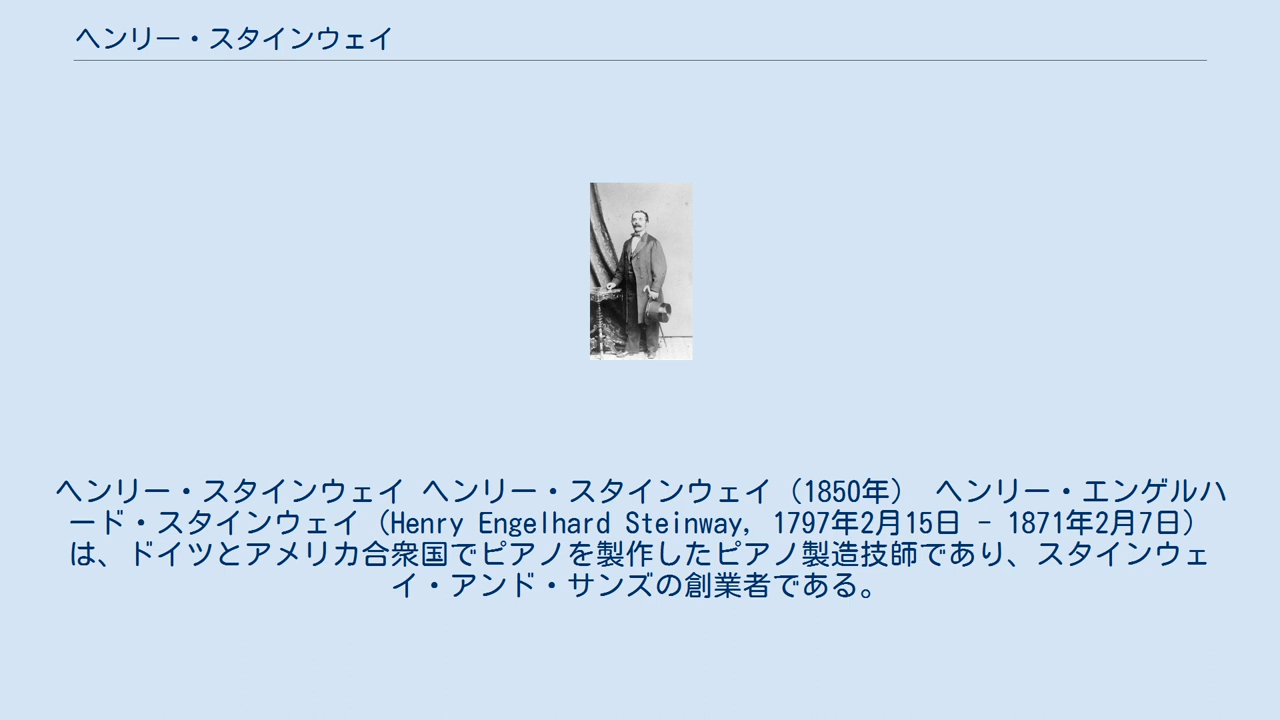 ヘンリー・スタインウェイ
ヘンリー・スタインウェイ ヘンリー・スタインウェイ（1850年） ヘンリー・エンゲルハ
ード・スタインウェイ（Henry Engelhard Steinway, 1797年2月15日 - 1871年2月7日）
は、ドイツとアメリカ合衆国でピアノを製作したピアノ製造技師であり、スタインウェ
イ・アンド・サンズの創業者である。